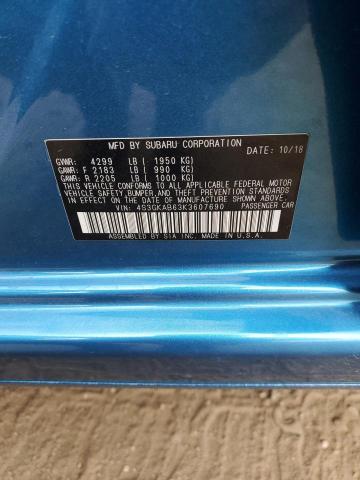 MFD BY SUBARU CORPORATION
DATE: 10/18
GVWR: 4299 LB ( 1950 KG)
GAWR: F 2183 LB ( 990 KG)
GAWR: R 2205 LB ( 1000 KG)
THIS VEHICLE CONFORMS TO ALL APPLICABLE FEDERAL MOTOR
VEHICLE SAFETY, BUMPER, AND THEFT PREVENTION STANDARDS
IN EFFECT ON THE DATE OF MANUFACTURE SHOWN ABOVE.
VIN: 4S3GKAB63K3607690 PASSENGER CAR
ASSEMBLED BY SIA INC. MADE IN U.S.A.